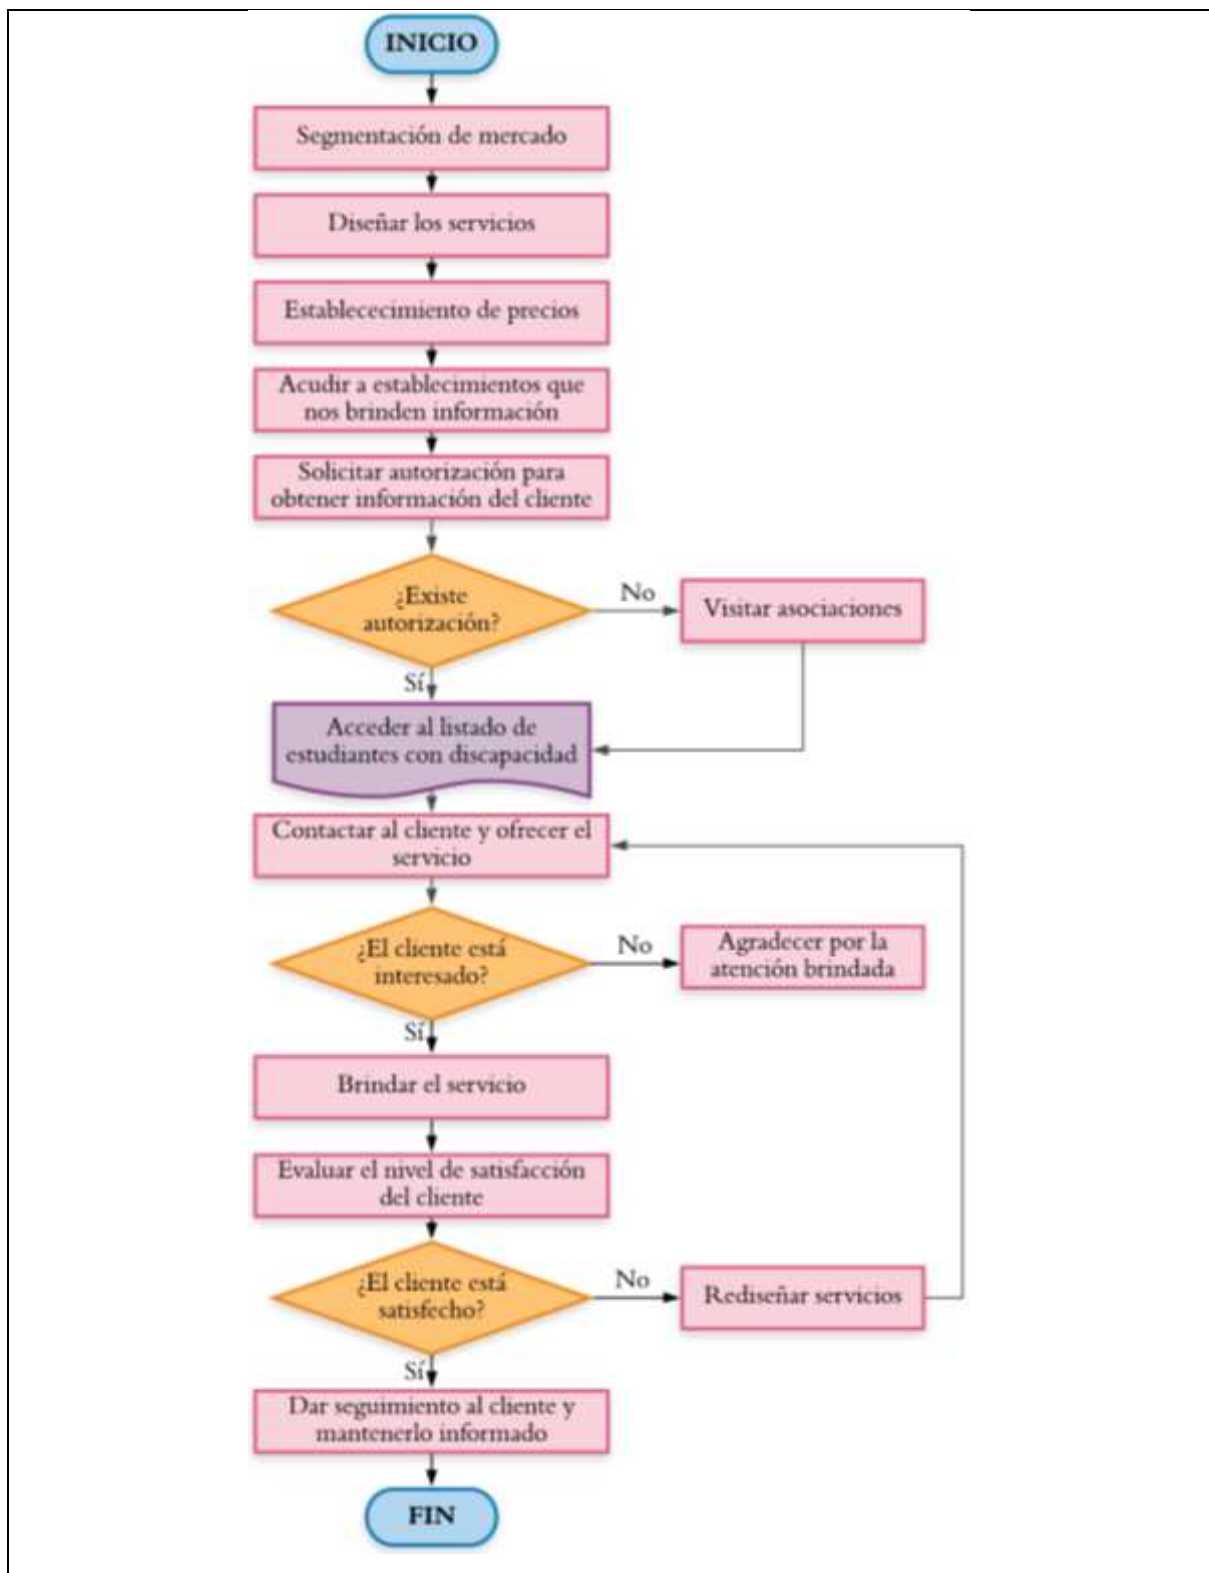 INICIO
Segmentación de mercado
Diseñar los servicios
Establececimiento de precios
Acudir a establecimientos que
nos brinden información
Solicitar autorización para
obtener información del cliente
¿Existe
autorización?
No
Visitar asociaciones
Sí
Acceder al listado de
estudiantes con discapacidad
Contactar al cliente y ofrecer el
servicio
¿El cliente está
interesado?
No
Agradecer por la
atención brindada
Sí
Brindar el servicio
Evaluar el nivel de satisfacción
del cliente
¿El cliente está
satisfecho?
No
Rediseñar servicios
Sí
Dar seguimiento al cliente y
mantenerlo informado
FIN